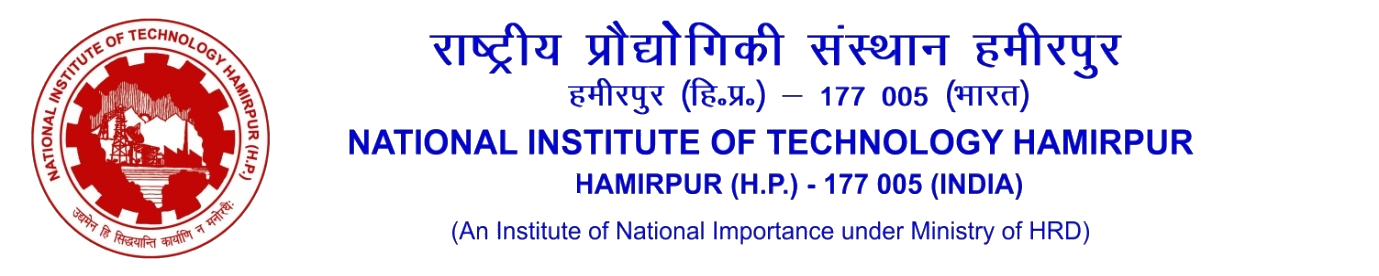 NATIONAL INSTITUTE OF TECHNOLOGY HAMIRPUR (H.P.)
उद्यमेन हि सिद्धयान्ति कार्याणि न मनोरथैः
राष्ट्रीय प्रौद्योगिकी संस्थान हमीरपुर
हमीरपुर (हि॰प्र॰) – 177 005 (भारत)
NATIONAL INSTITUTE OF TECHNOLOGY HAMIRPUR
HAMIRPUR (H.P.) - 177 005 (INDIA)
(An Institute of National Importance under Ministry of HRD)